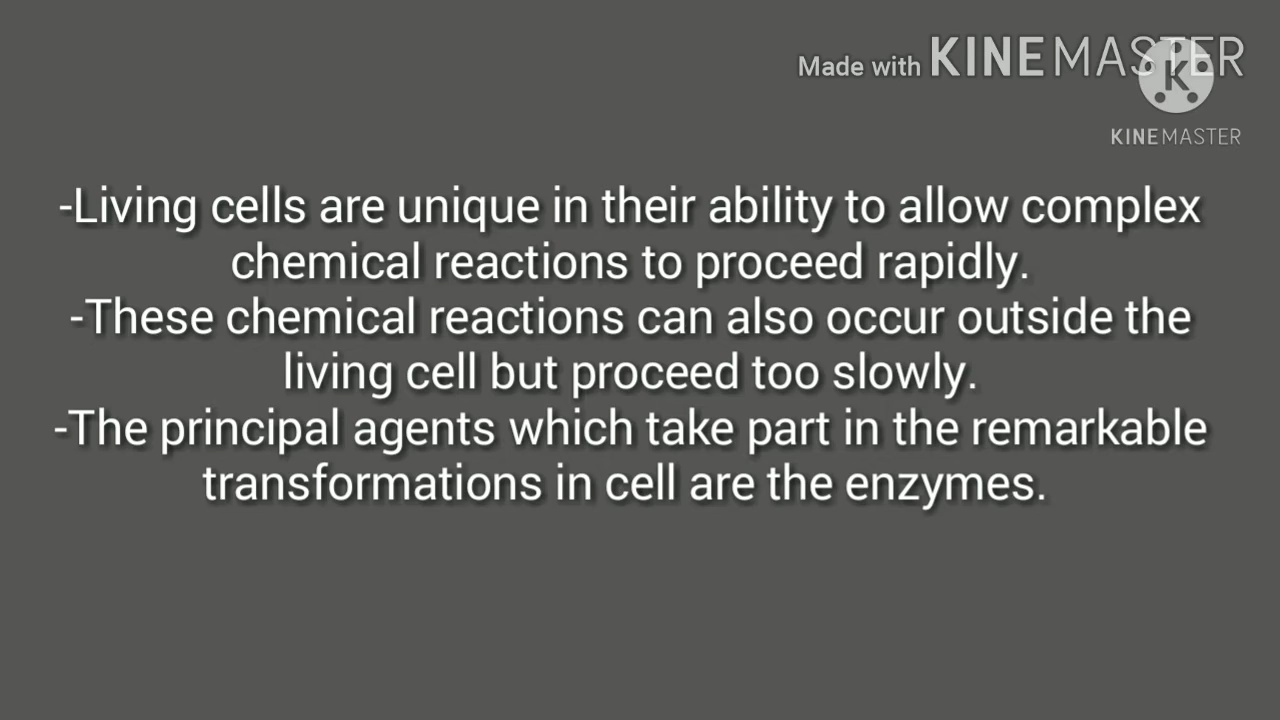 Made with KINEMASTER
KINEMASTER
-Living cells are unique in their ability to allow complex
chemical reactions to proceed rapidly.
-These chemical reactions can also occur outside the
living cell but proceed too slowly.
-The principal agents which take part in the remarkable
transformations in cell are the enzymes.